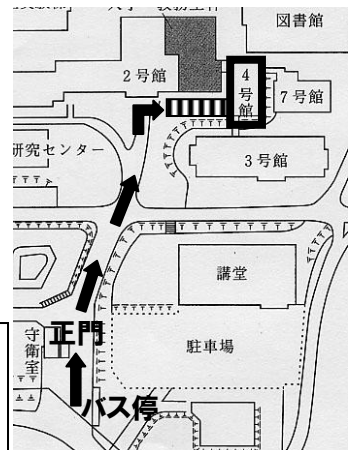 図書館
2号館
4号館
7号館
研究センター
3号館
講堂
正門
守衛室
駐車場
バス停